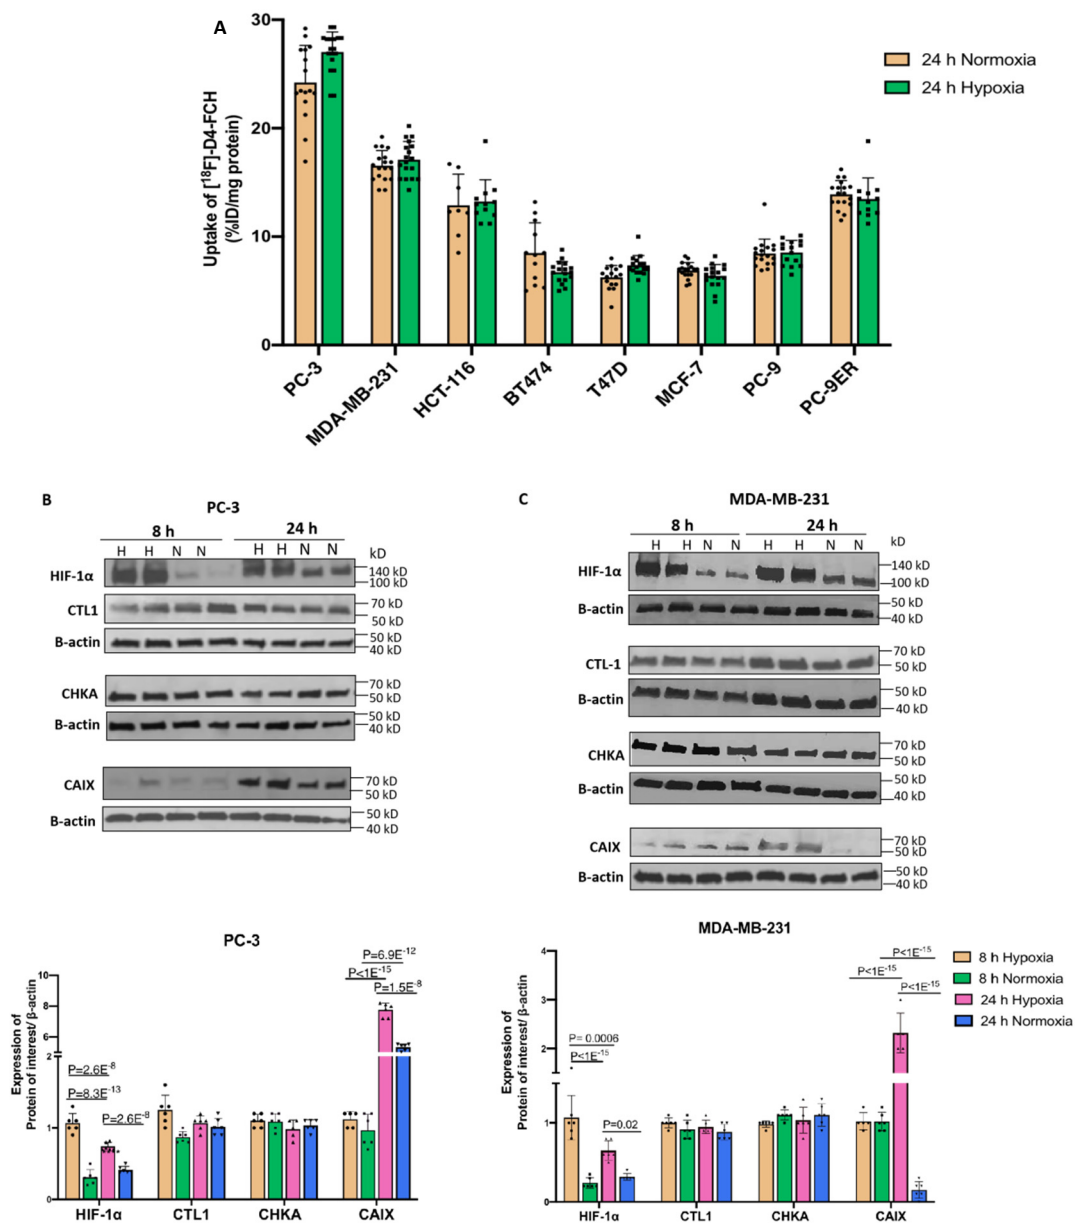 A
30
20
10
0
Uptake of [¹⁸F]-D4-FCH
(%ID/mg protein)
24 h Normoxia
24 h Hypoxia
PC-3
MDA-MB-231
HCT-116
BT474
T47D
MCF-7
PC-9
PC-9ER
B
PC-3
8 h
24 h
H H N N H H N N
kD
HIF-1α
140 kD
100 kD
CTL1
70 kD
50 kD
B-actin
50 kD
40 kD
CHKA
70 kD
50 kD
B-actin
50 kD
40 kD
CAIX
70 kD
50 kD
B-actin
50 kD
40 kD
C
MDA-MB-231
8 h
24 h
H H N N H H N N
kD
HIF-1α
140 kD
100 kD
B-actin
50 kD
40 kD
CTL-1
70 kD
50 kD
B-actin
50 kD
40 kD
CHKA
70 kD
50 kD
B-actin
50 kD
40 kD
CAIX
70 kD
50 kD
B-actin
50 kD
40 kD
PC-3
Expression of
Protein of interest/ β-actin
10
8
6
2
1
0
P=2.6E⁻⁸
P=8.3E⁻¹³
P=2.6E⁻⁸
P=6.9E⁻¹²
P<1E⁻¹⁵
P=1.5E⁻⁸
HIF-1α
CTL1
CHKA
CAIX
MDA-MB-231
Expression of
Protein of interest/ β-actin
4
3
2
1
0
P= 0.0006
P<1E⁻¹⁵
P=0.02
P<1E⁻¹⁵
P<1E⁻¹⁵
P<1E⁻¹⁵
HIF-1α
CTL1
CHKA
CAIX
8 h Hypoxia
8 h Normoxia
24 h Hypoxia
24 h Normoxia